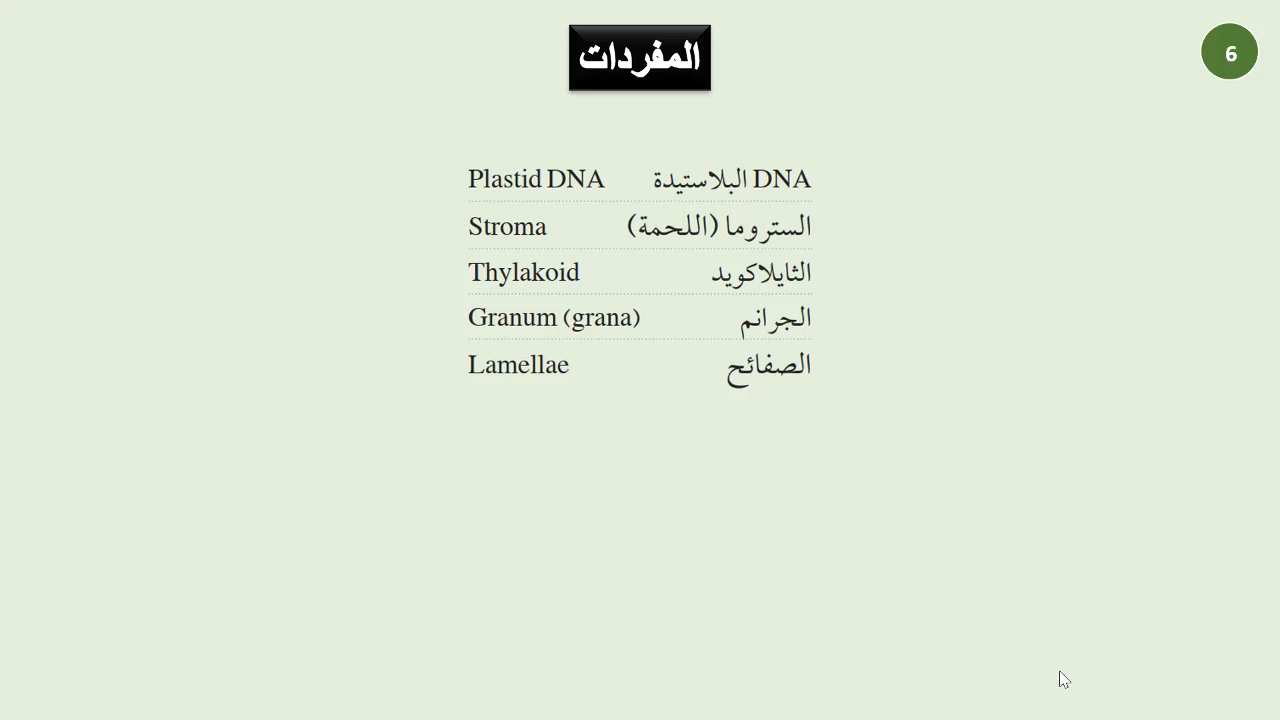 المفردات
6
Plastid DNA DNA البلاستيدة
Stroma الستروما (اللحمة)
Thylakoid الثايلاكويد
Granum (grana) الجرانم
Lamellae الصفائح